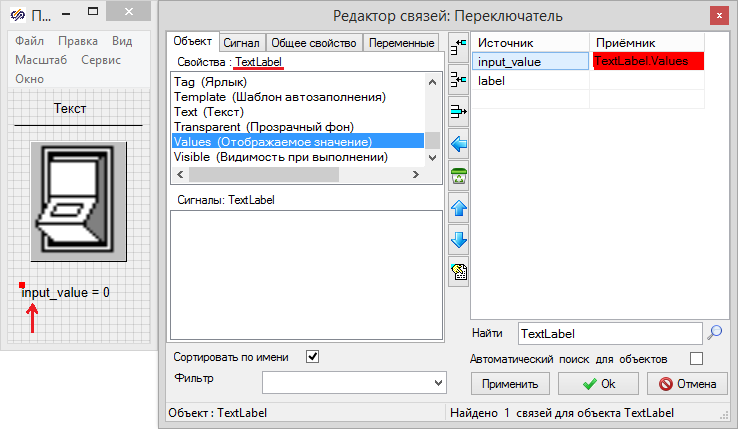 П...
Файл Правка Вид
Масштаб Сервис
Окно
Текст
input_value = 0
Редактор связей: Переключатель
Объект Сигнал Общее свойство Переменные
Свойства : TextLabel
Tag (Ярлык)
Template (Шаблон автозаполнения)
Text (Текст)
Transparent (Прозрачный фон)
Values (Отображаемое значение)
Visible (Видимость при выполнении)
Сигналы: TextLabel
Сортировать по имени
Фильтр
Источник Приёмник
input_value TextLabel.Values
label
Найти TextLabel
Автоматический поиск для объектов
Применить Ok Отмена
Объект : TextLabel Найдено 1 связей для объекта TextLabel